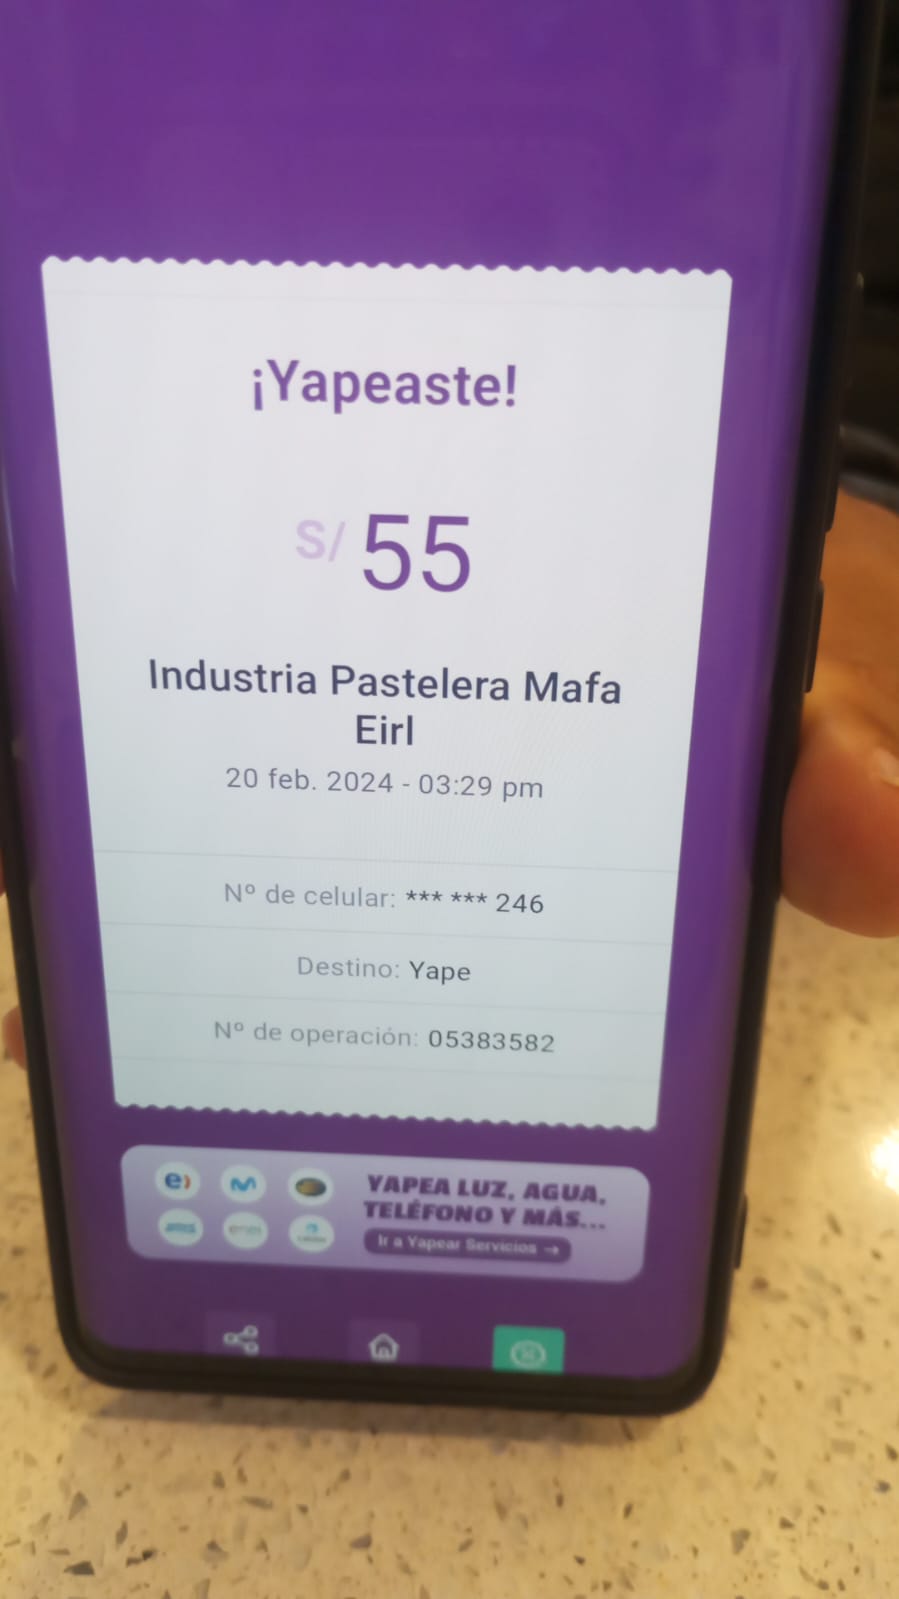 ¡Yapeaste!
S/ 55
Industria Pastelera Mafa
Eirl
20 feb. 2024 - 03:29 pm
Nº de celular: *** *** 246
Destino: Yape
Nº de operación: 05383582
e)
YAPEA LUZ, AGUA,
TELÉFONO Y MÁS...
Ir a Yapear Servicios →